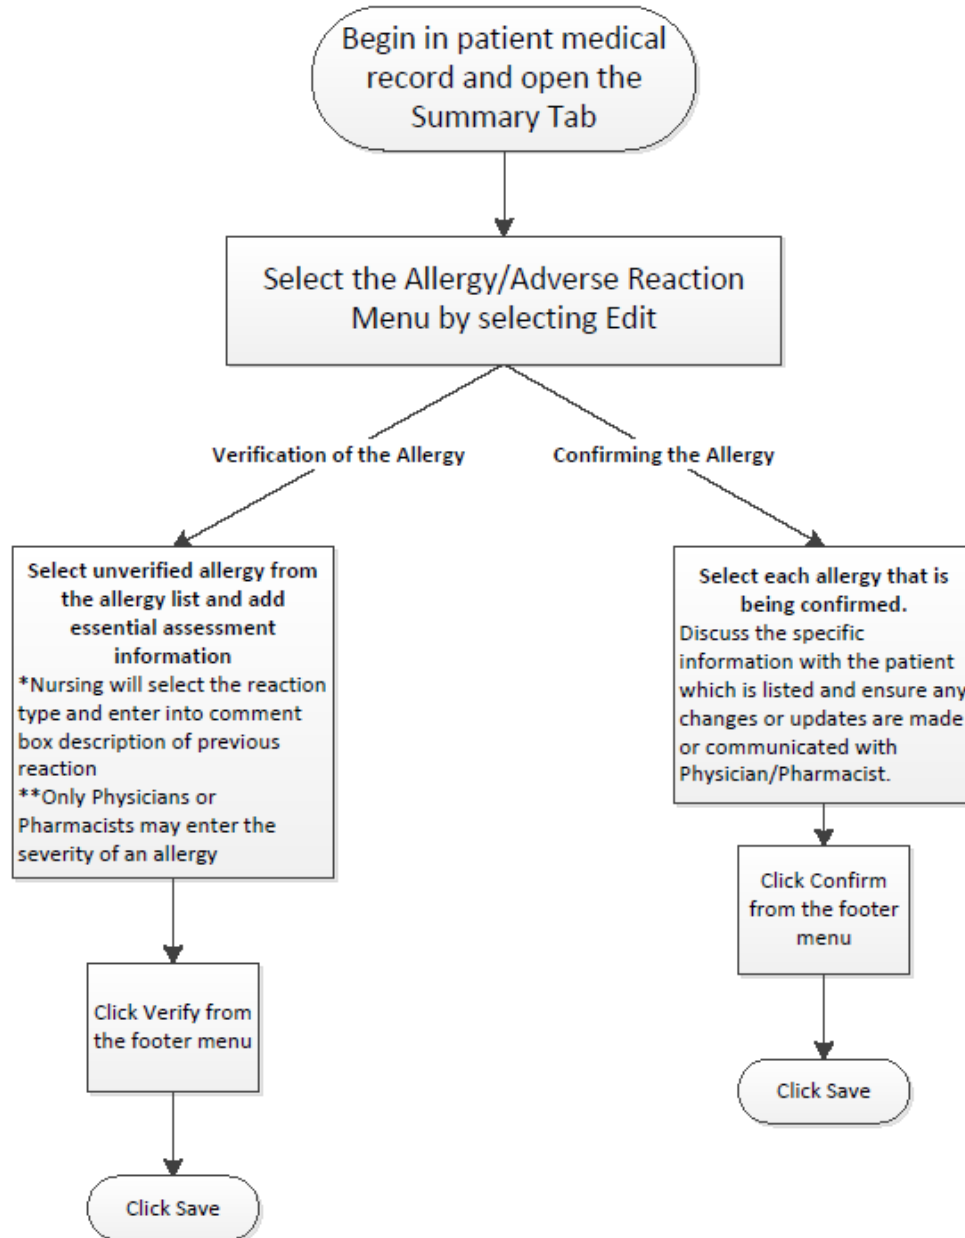 Begin in patient medical
record and open the
Summary Tab
Select the Allergy/Adverse Reaction
Menu by selecting Edit
Verification of the Allergy
Confirming the Allergy
Select unverified allergy from
the allergy list and add
essential assessment
information
*Nursing will select the reaction
type and enter into comment
box description of previous
reaction
**Only Physicians or
Pharmacists may enter the
severity of an allergy
Click Verify from
the footer menu
Click Save
Select each allergy that is
being confirmed.
Discuss the specific
information with the patient
which is listed and ensure any
changes or updates are made
or communicated with
Physician/Pharmacist.
Click Confirm
from the footer
menu
Click Save